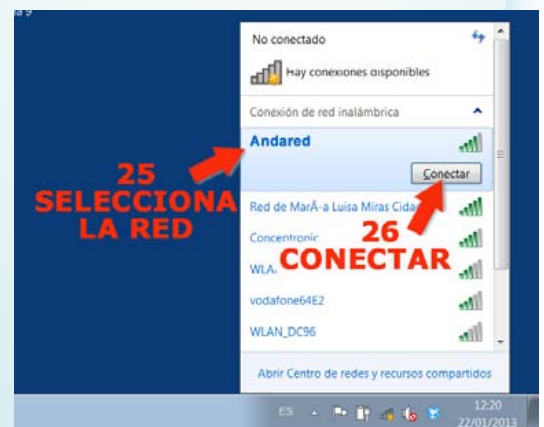 No conectado
Hay conexiones disponibles
Conexión de red inalámbrica
Andared
Conectar
25
SELECCIONA
LA RED
Red de MarÃ-a Luisa Miras Cida
26
CONECTAR
Concentronic
WLA
vodafone64E2
WLAN_DC96
Abrir Centro de redes y recursos compartidos
ES
12:20
22/01/2013